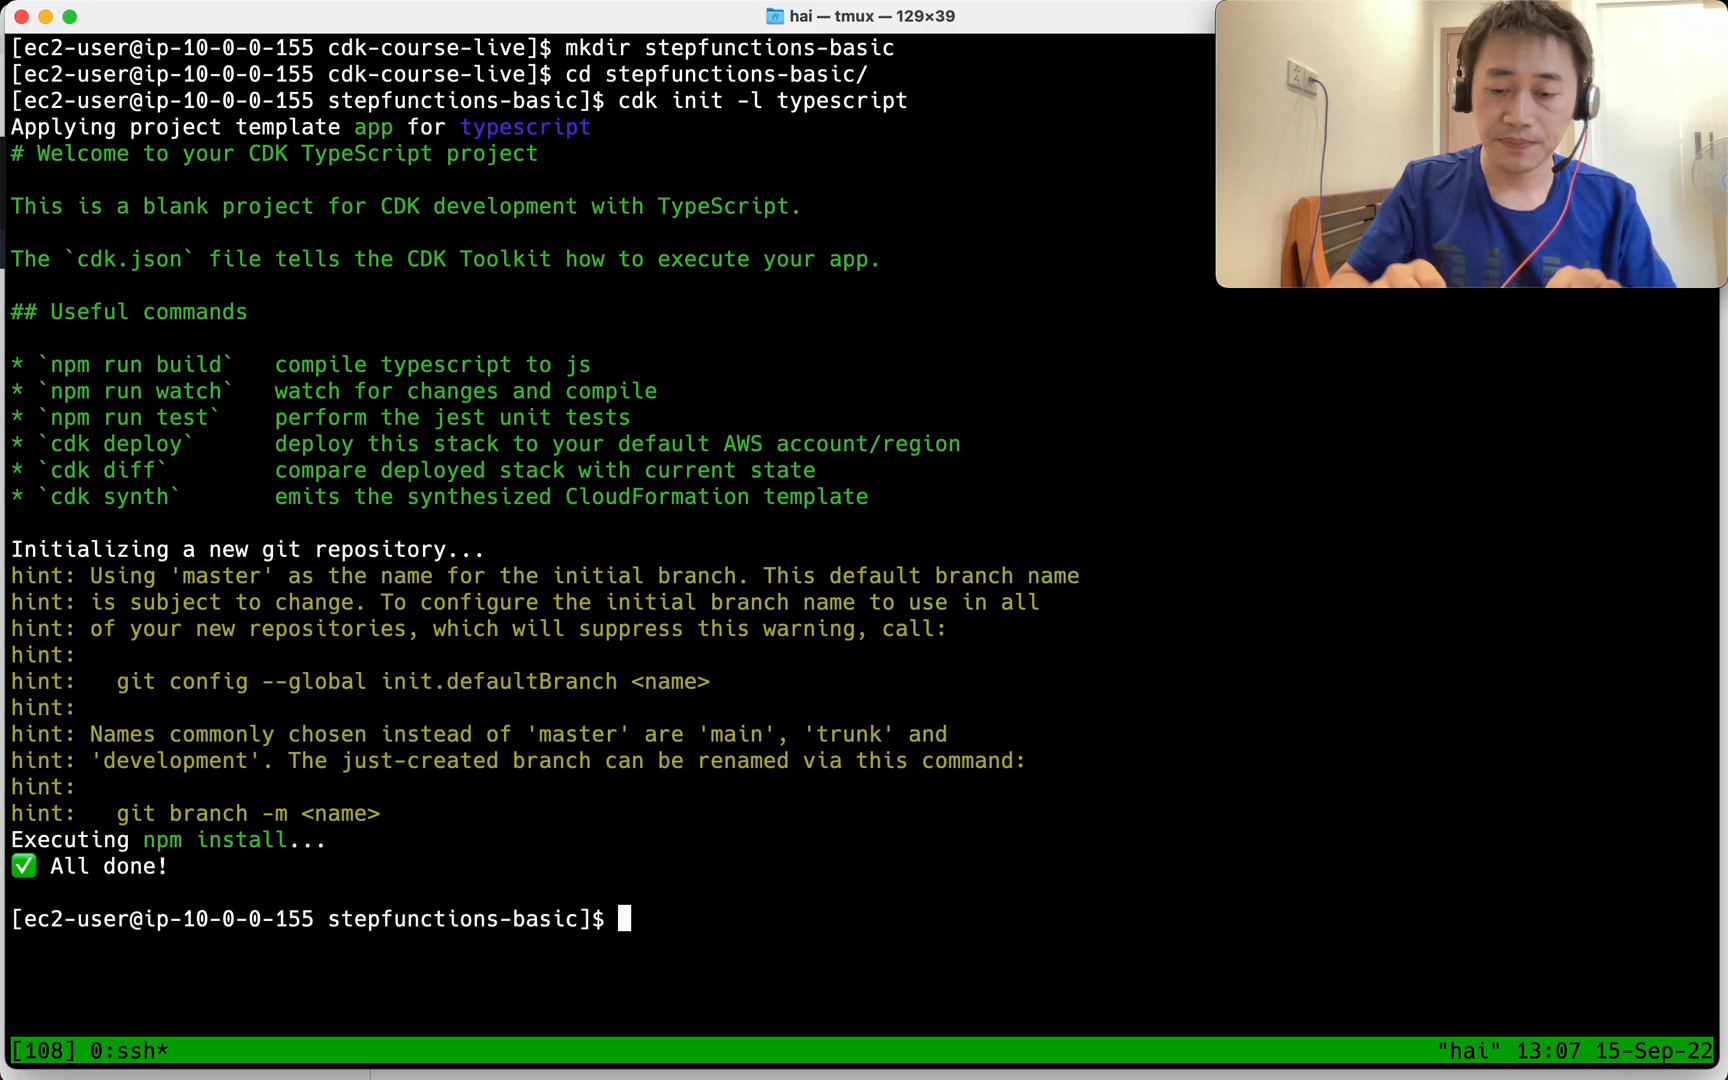 hai — tmux — 129×39
[ec2-user@ip-10-0-0-155 cdk-course-live]$ mkdir stepfunctions-basic
[ec2-user@ip-10-0-0-155 cdk-course-live]$ cd stepfunctions-basic/
[ec2-user@ip-10-0-0-155 stepfunctions-basic]$ cdk init -l typescript
Applying project template app for typescript
# Welcome to your CDK TypeScript project
This is a blank project for CDK development with TypeScript.
The `cdk.json` file tells the CDK Toolkit how to execute your app.
## Useful commands
* `npm run build`   compile typescript to js
* `npm run watch`   watch for changes and compile
* `npm run test`    perform the jest unit tests
* `cdk deploy`      deploy this stack to your default AWS account/region
* `cdk diff`        compare deployed stack with current state
* `cdk synth`       emits the synthesized CloudFormation template
Initializing a new git repository...
hint: Using 'master' as the name for the initial branch. This default branch name
hint: is subject to change. To configure the initial branch name to use in all
hint: of your new repositories, which will suppress this warning, call:
hint:
hint:   git config --global init.defaultBranch <name>
hint:
hint: Names commonly chosen instead of 'master' are 'main', 'trunk' and
hint: 'development'. The just-created branch can be renamed via this command:
hint:
hint:   git branch -m <name>
Executing npm install...
✅ All done!
[ec2-user@ip-10-0-0-155 stepfunctions-basic]$
[108] 0:ssh* "hai" 13:07 15-Sep-22